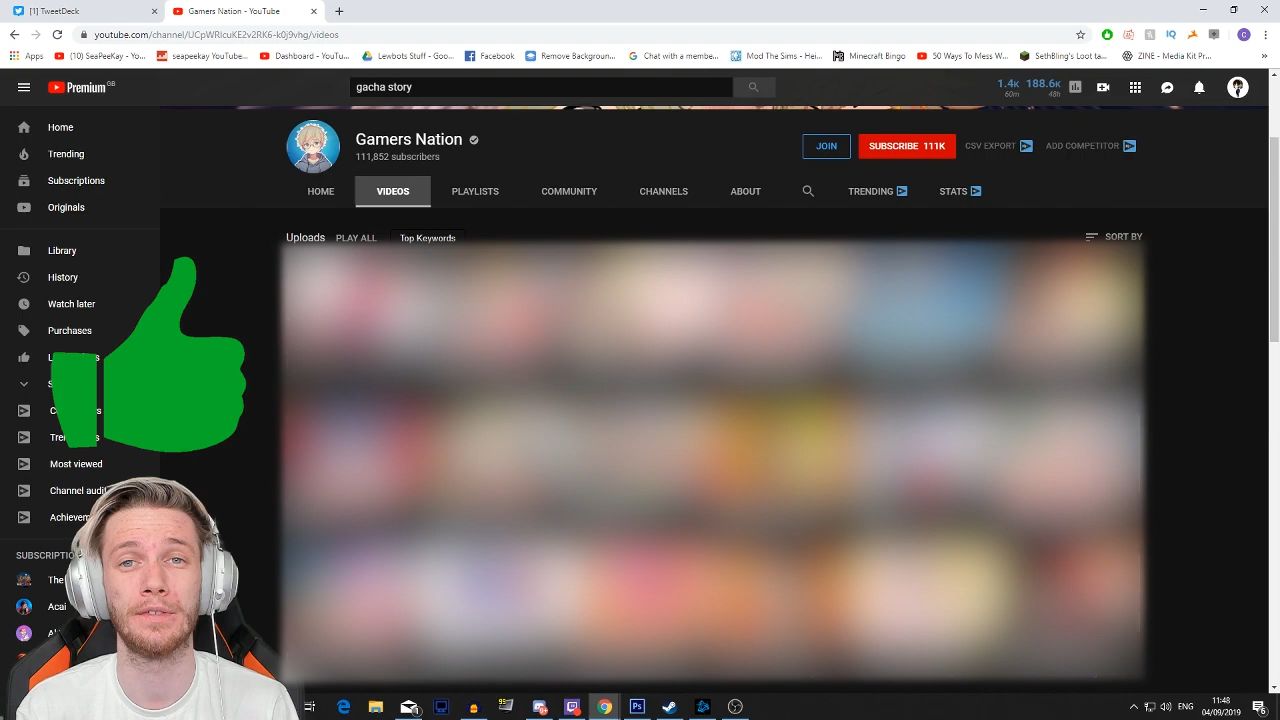 [1] TweetDeck
Gamers Nation - YouTube
youtube.com/channel/UCpWRIcuKE2v2RK6-k0j9vhg/videos
Apps
(10) SeaPeeKay - Y...
seapeekay - YouTube
Lewbots Stuff - Goo...
Facebook
Remove Backgroun...
Chat with a membe...
Mod The Sims - He...
Minecraft Bingo
50 Ways To Mess W...
SethBling's Loot ta...
ZINE - Media Kit Pr...
Premium GB
gacha story
1.4K 60m
188.6K 48h
Gamers Nation
111,852 subscribers
JOIN
SUBSCRIBE 111K
CSV EXPORT
ADD COMPETITOR
HOME
VIDEOS
PLAYLISTS
COMMUNITY
CHANNELS
ABOUT
TRENDING
STATS
Uploads
PLAY ALL
Top Keywords
SORT BY
Home
Trending
Subscriptions
Originals
Library
History
Watch later
Purchases
Most viewed
Channel audi
Achievem
SUBSCRIPTIO
The
Acai
ENG
11:48
04/09/2019